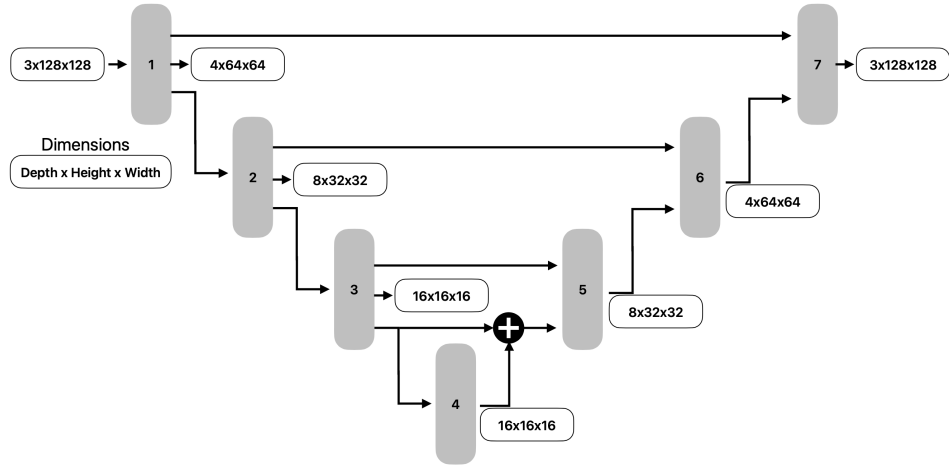 3x128x128
1
4x64x64
7
3x128x128
Dimensions
Depth x Height x Width
2
8x32x32
6
4x64x64
3
16x16x16
5
8x32x32
4
16x16x16